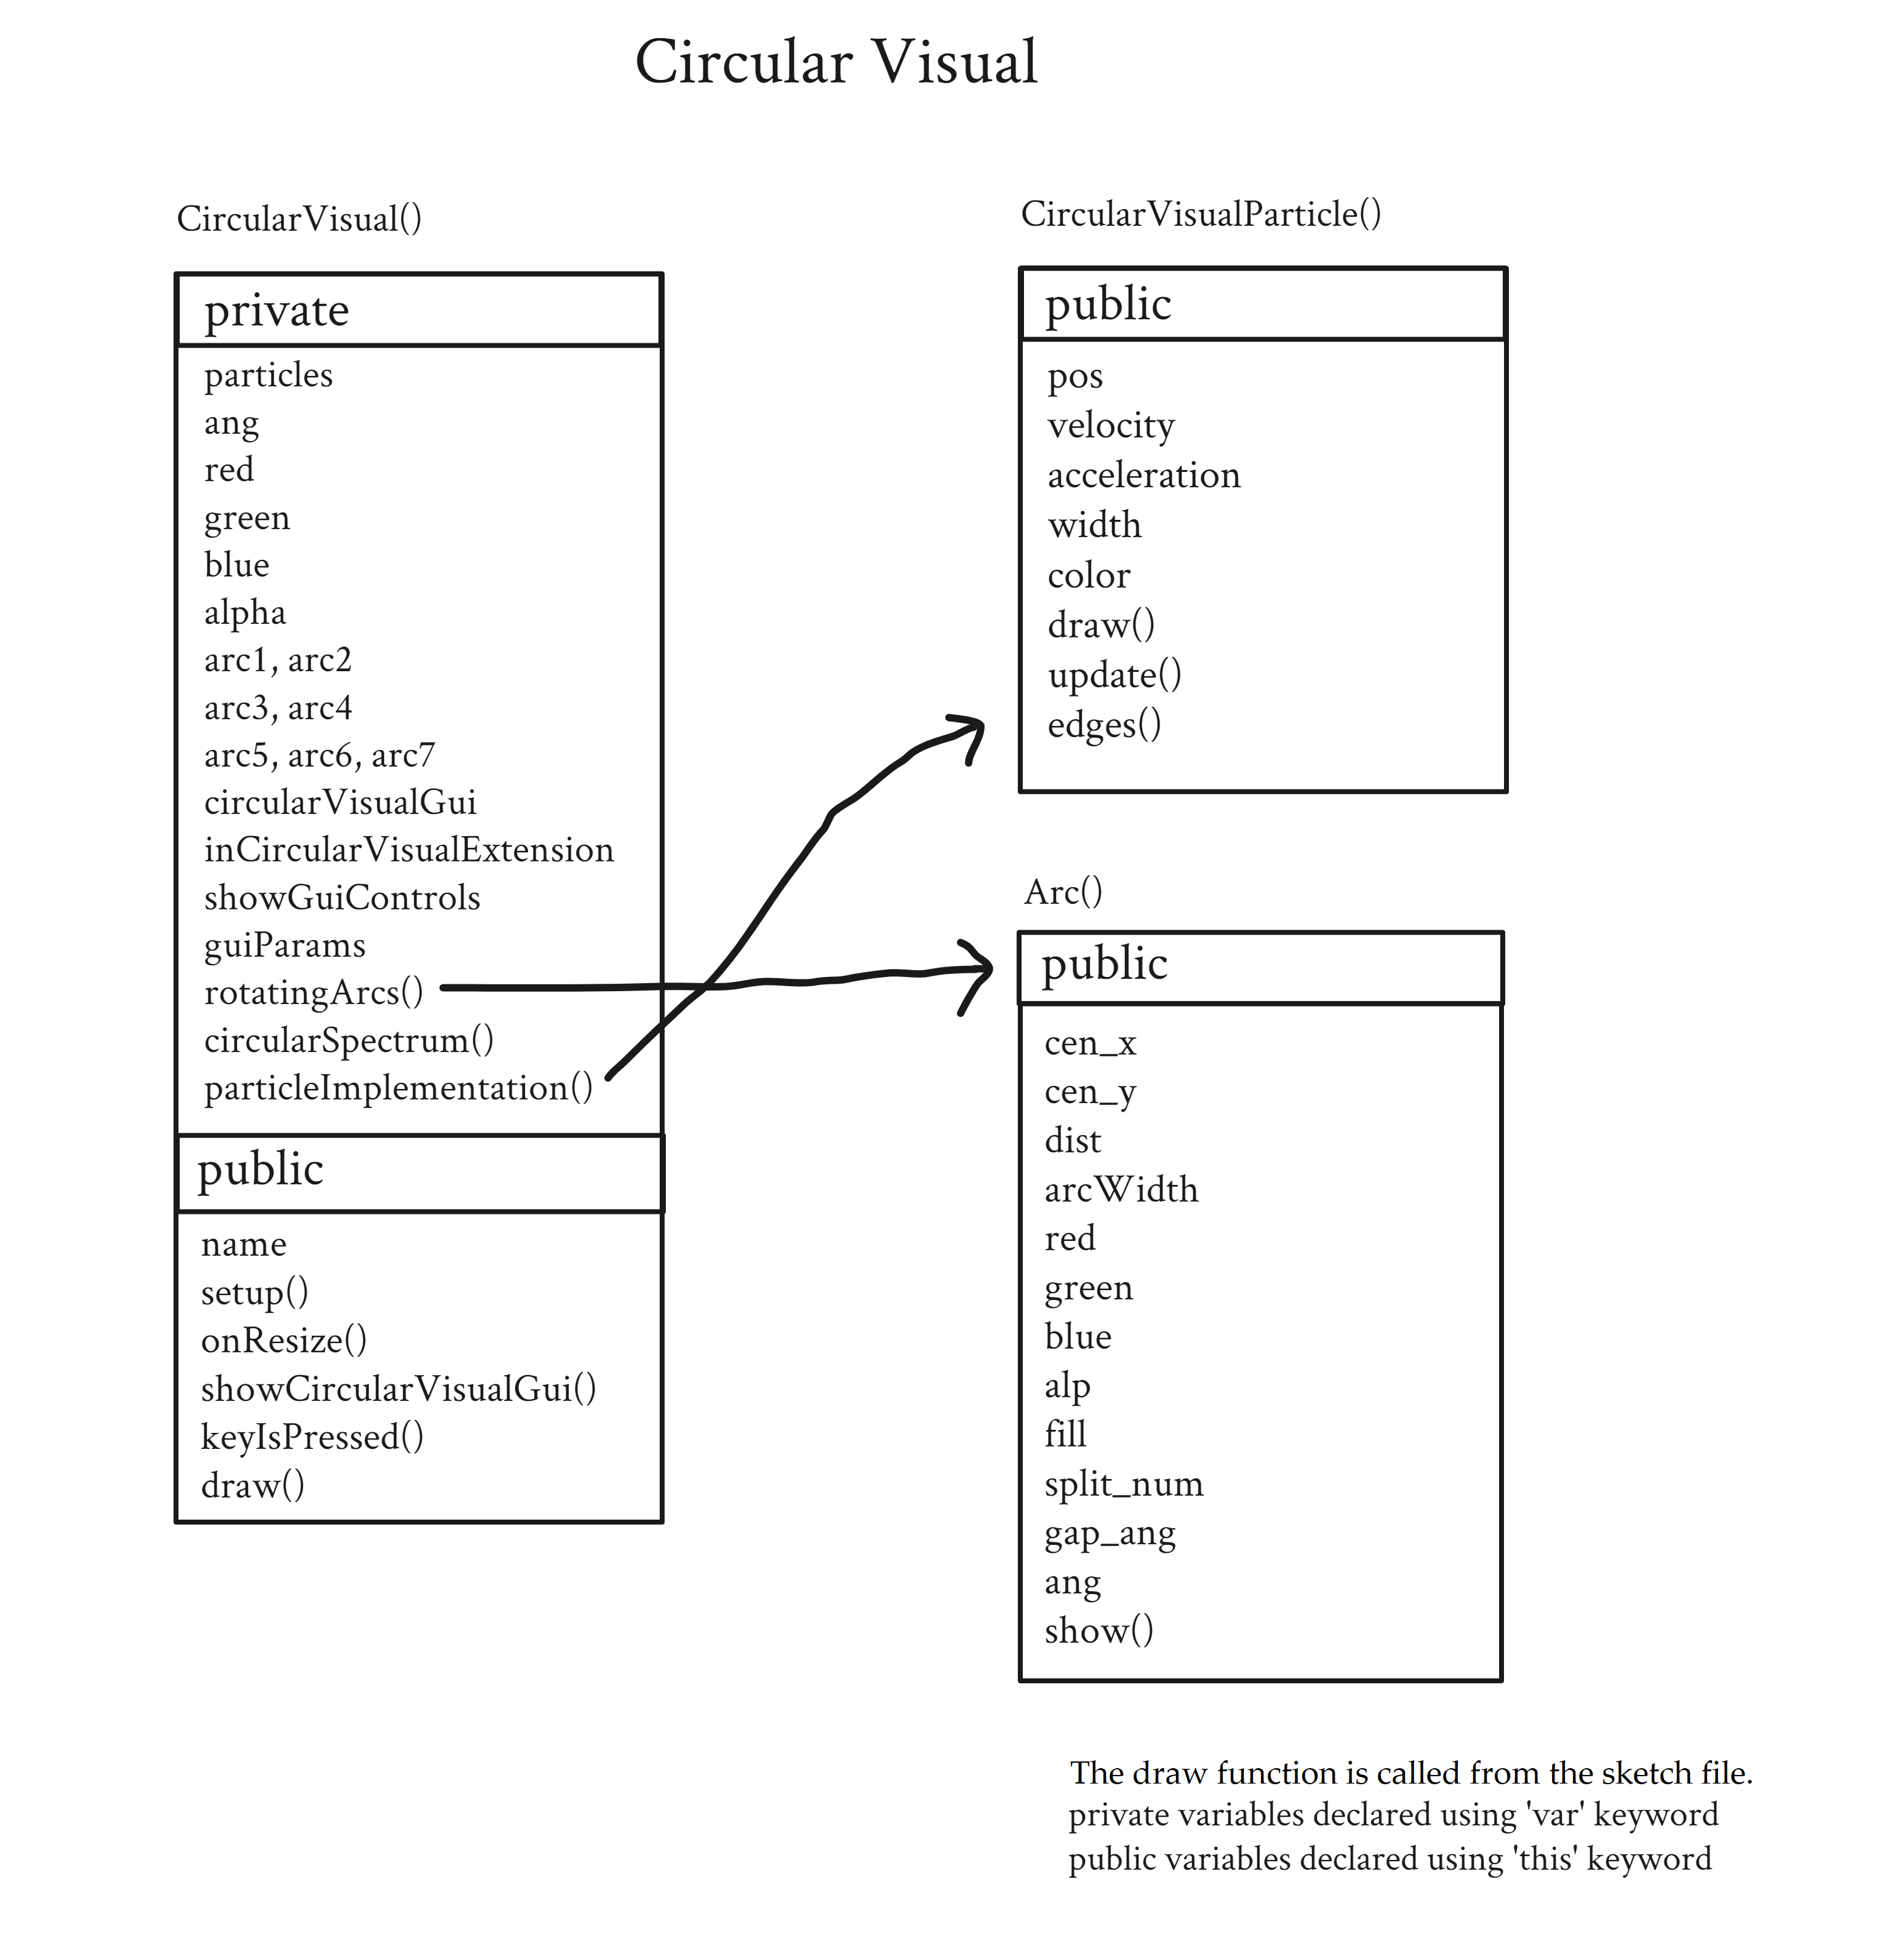 Circular Visual
CircularVisual()
private
particles
ang
red
green
blue
alpha
arc1, arc2
arc3, arc4
arc5, arc6, arc7
circularVisualGui
inCircularVisualExtension
showGuiControls
guiParams
rotatingArcs()
circularSpectrum()
particleImplementation()
public
name
setup()
onResize()
showCircularVisualGui()
keyIsPressed()
draw()
CircularVisualParticle()
public
pos
velocity
acceleration
width
color
draw()
update()
edges()
Arc()
public
cen_x
cen_y
dist
arcWidth
red
green
blue
alp
fill
split_num
gap_ang
ang
show()
The draw function is called from the sketch file.
private variables declared using 'var' keyword
public variables declared using 'this' keyword